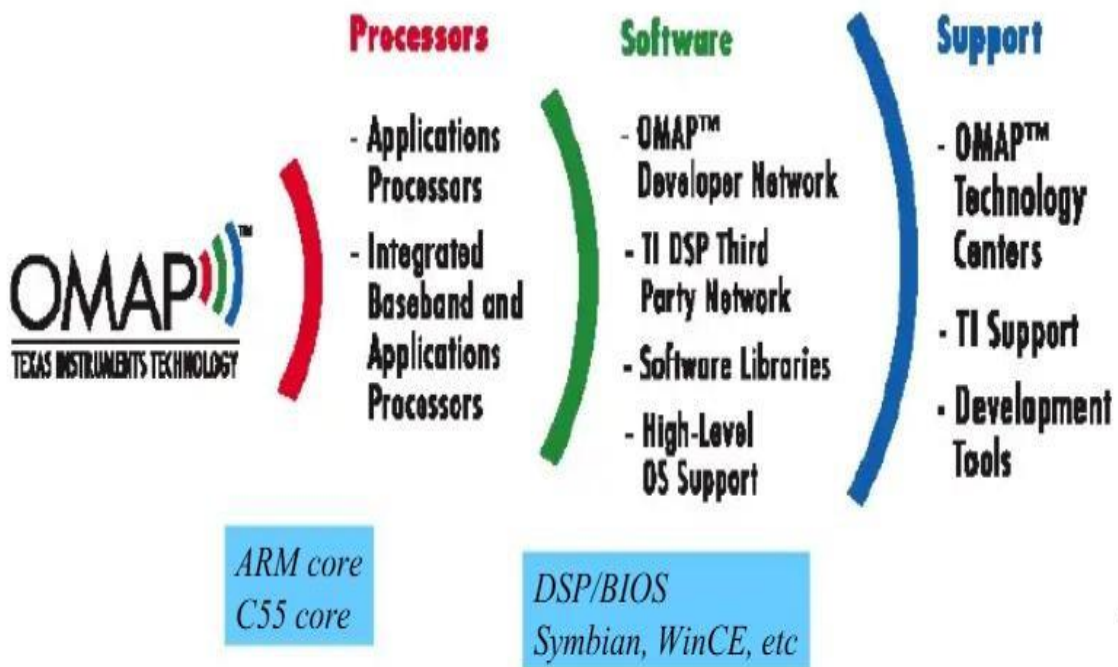 OMAP™
TEXAS INSTRUMENTS TECHNOLOGY
Processors
- Applications
Processors
- Integrated
Baseband and
Applications
Processors
Software
- OMAP™
Developer Network
- TI DSP Third
Party Network
- Software Libraries
- High-Level
OS Support
Support
- OMAP™
Technology
Centers
- TI Support
- Development
Tools
ARM core
C55 core
DSP/BIOS
Symbian, WinCE, etc